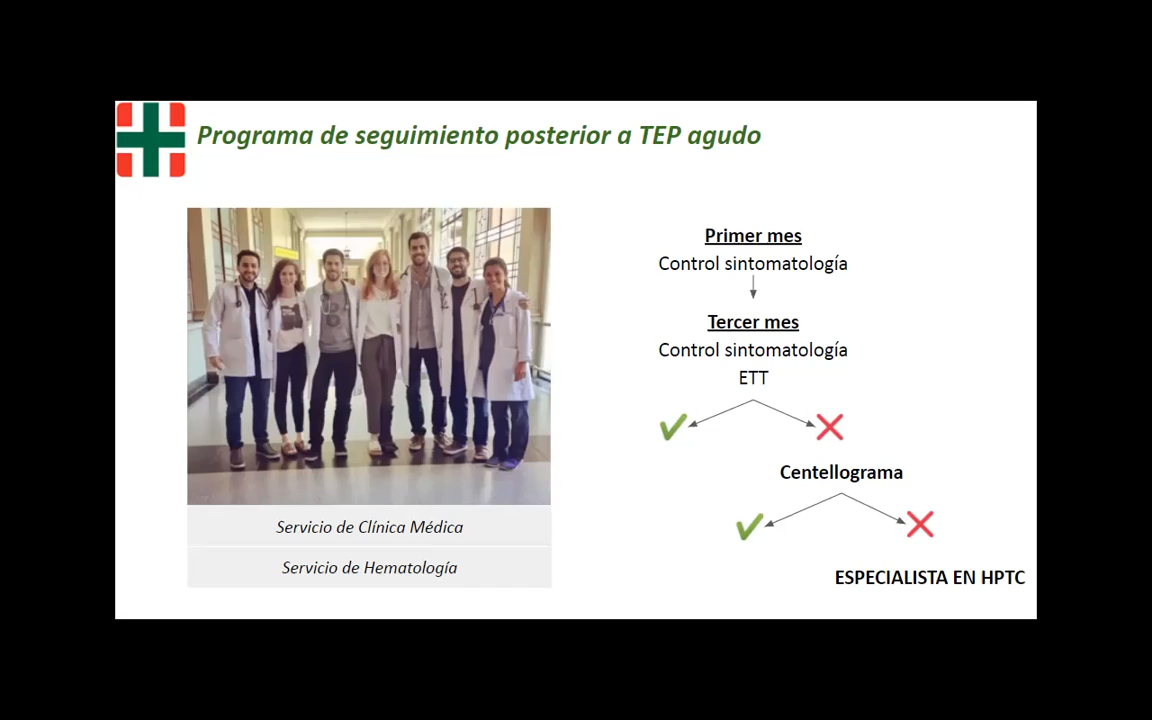 Programa de seguimiento posterior a TEP agudo
Servicio de Clínica Médica
Servicio de Hematología
Primer mes
Control sintomatología
Tercer mes
Control sintomatología
ETT
Centellograma
ESPECIALISTA EN HPTC